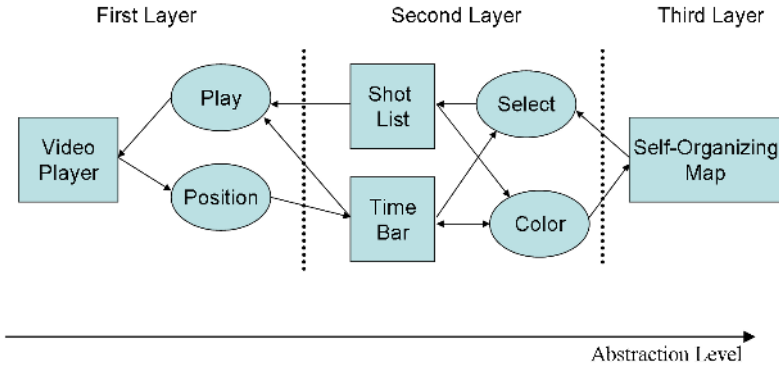 First Layer
Second Layer
Third Layer
Play
Shot
List
Select
Video
Player
Self-Organizing
Map
Position
Time
Bar
Color
Abstraction Level